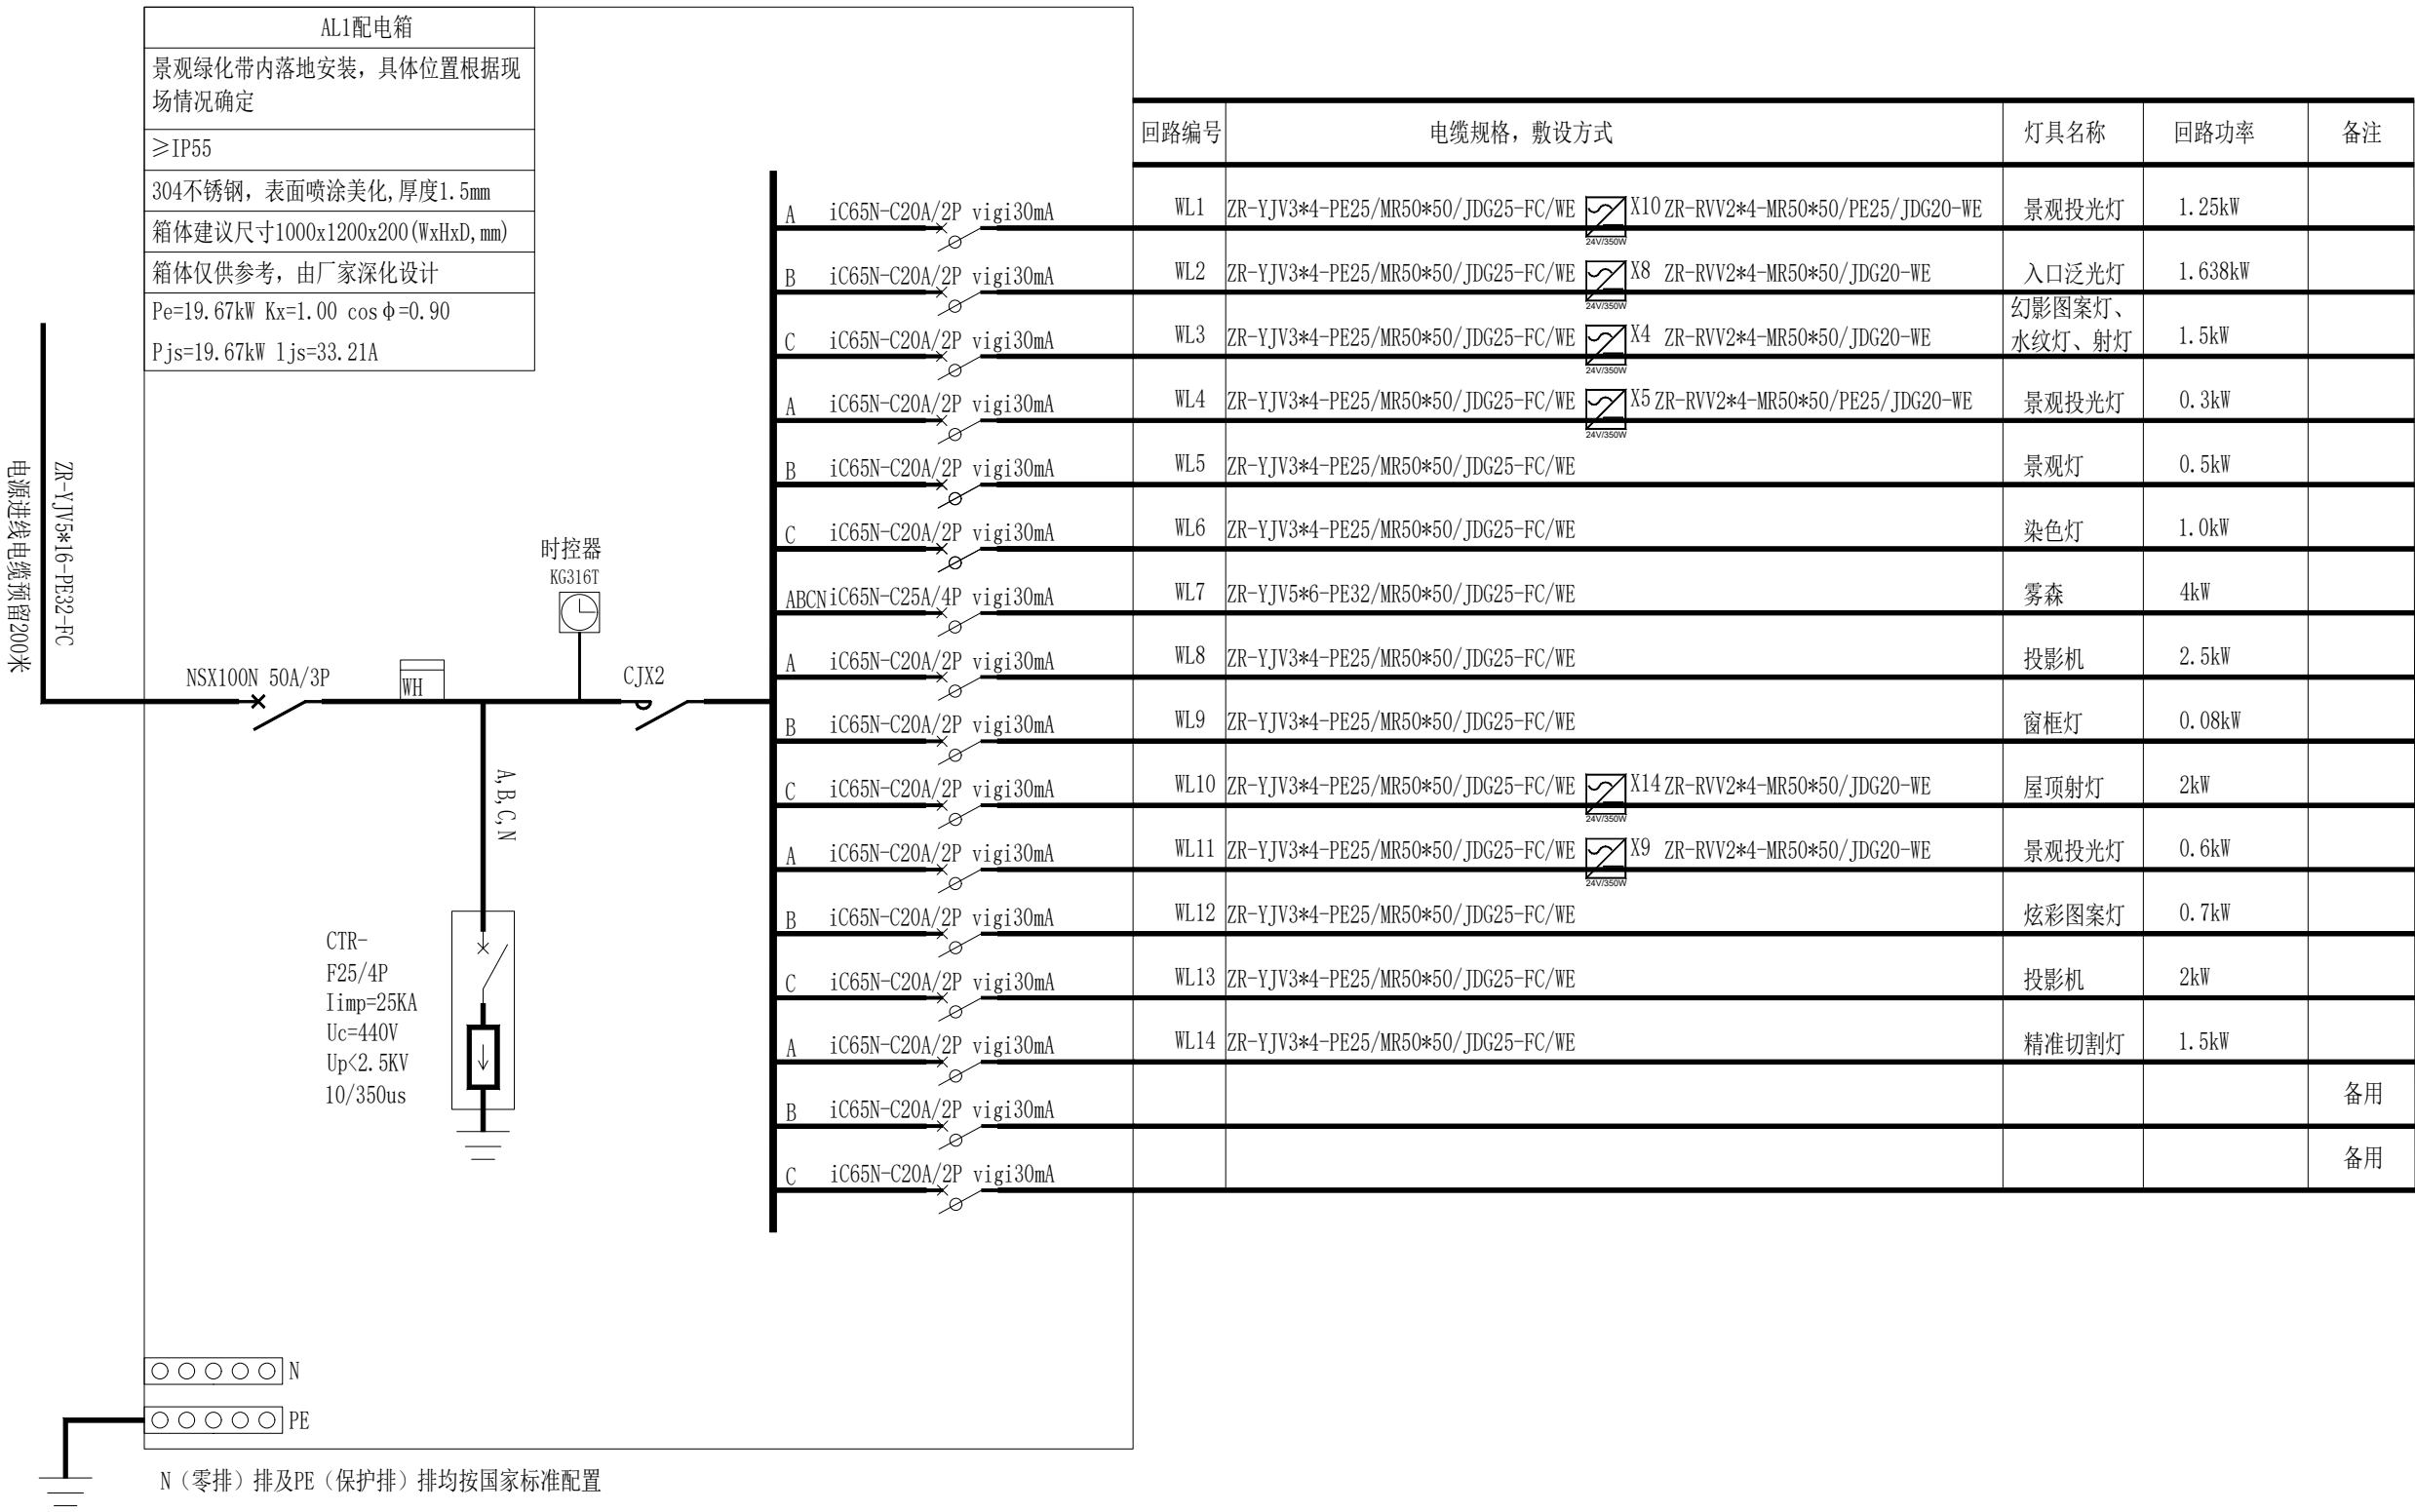 AL1配电箱
景观绿化带内落地安装，具体位置根据现
场情况确定
≥IP55
304不锈钢，表面喷涂美化,厚度1.5mm
箱体建议尺寸1000x1200x200(WxHxD,mm)
箱体仅供参考，由厂家深化设计
Pe=19.67kW Kx=1.00 cosφ=0.90
Pjs=19.67kW ljs=33.21A
ZR-YJV5*16-PE32-FC
电源进线电缆预留200米
NSX100N 50A/3P
WH
时控器
KG316T
CJX2
A,B,C,N
CTR-
F25/4P
Iimp=25KA
Uc=440V
Up<2.5KV
10/350us
回路编号 电缆规格，敷设方式 灯具名称 回路功率 备注
A iC65N-C20A/2P vigi30mA WL1 ZR-YJV3*4-PE25/MR50*50/JDG25-FC/WE X10 ZR-RVV2*4-MR50*50/PE25/JDG20-WE 景观投光灯 1.25kW
24V/350W
B iC65N-C20A/2P vigi30mA WL2 ZR-YJV3*4-PE25/MR50*50/JDG25-FC/WE X8 ZR-RVV2*4-MR50*50/JDG20-WE 入口泛光灯 1.638kW
24V/350W
幻影图案灯、
C iC65N-C20A/2P vigi30mA WL3 ZR-YJV3*4-PE25/MR50*50/JDG25-FC/WE X4 ZR-RVV2*4-MR50*50/JDG20-WE 水纹灯、射灯 1.5kW
24V/350W
A iC65N-C20A/2P vigi30mA WL4 ZR-YJV3*4-PE25/MR50*50/JDG25-FC/WE X5 ZR-RVV2*4-MR50*50/PE25/JDG20-WE 景观投光灯 0.3kW
24V/350W
B iC65N-C20A/2P vigi30mA WL5 ZR-YJV3*4-PE25/MR50*50/JDG25-FC/WE 景观灯 0.5kW
C iC65N-C20A/2P vigi30mA WL6 ZR-YJV3*4-PE25/MR50*50/JDG25-FC/WE 染色灯 1.0kW
ABCN iC65N-C25A/4P vigi30mA WL7 ZR-YJV5*6-PE32/MR50*50/JDG25-FC/WE 雾森 4kW
A iC65N-C20A/2P vigi30mA WL8 ZR-YJV3*4-PE25/MR50*50/JDG25-FC/WE 投影机 2.5kW
B iC65N-C20A/2P vigi30mA WL9 ZR-YJV3*4-PE25/MR50*50/JDG25-FC/WE 窗框灯 0.08kW
C iC65N-C20A/2P vigi30mA WL10 ZR-YJV3*4-PE25/MR50*50/JDG25-FC/WE X14 ZR-RVV2*4-MR50*50/JDG20-WE 屋顶射灯 2kW
24V/350W
A iC65N-C20A/2P vigi30mA WL11 ZR-YJV3*4-PE25/MR50*50/JDG25-FC/WE X9 ZR-RVV2*4-MR50*50/JDG20-WE 景观投光灯 0.6kW
24V/350W
B iC65N-C20A/2P vigi30mA WL12 ZR-YJV3*4-PE25/MR50*50/JDG25-FC/WE 炫彩图案灯 0.7kW
C iC65N-C20A/2P vigi30mA WL13 ZR-YJV3*4-PE25/MR50*50/JDG25-FC/WE 投影机 2kW
A iC65N-C20A/2P vigi30mA WL14 ZR-YJV3*4-PE25/MR50*50/JDG25-FC/WE 精准切割灯 1.5kW
B iC65N-C20A/2P vigi30mA 备用
C iC65N-C20A/2P vigi30mA 备用
N
PE
N（零排）排及PE（保护排）排均按国家标准配置